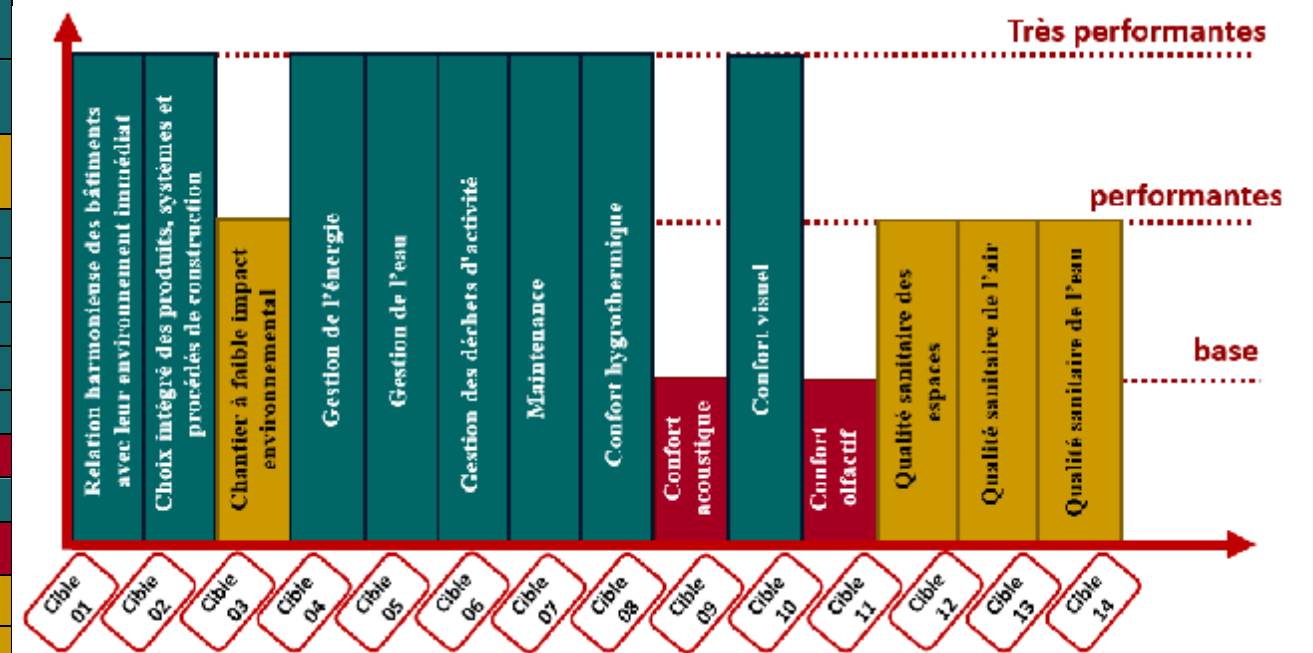 Très performantes
performantes
base
Relation harmonieuse des bâtiments
avec leur environnement immédiat
Choix intégré des produits, systèmes et
procédés de construction
Chantier à faible impact
environnemental
Gestion de l'énergie
Gestion de l'eau
Gestion des déchets d'activité
Maintenance
Confort hygrothermique
Confort
acoustique
Confort visuel
Confort
olfactif
Qualité sanitaire des
espaces
Qualité sanitaire de l'air
Qualité sanitaire de l'eau
Cible
01
Cible
02
Cible
03
Cible
04
Cible
05
Cible
06
Cible
07
Cible
08
Cible
09
Cible
10
Cible
11
Cible
12
Cible
13
Cible
14